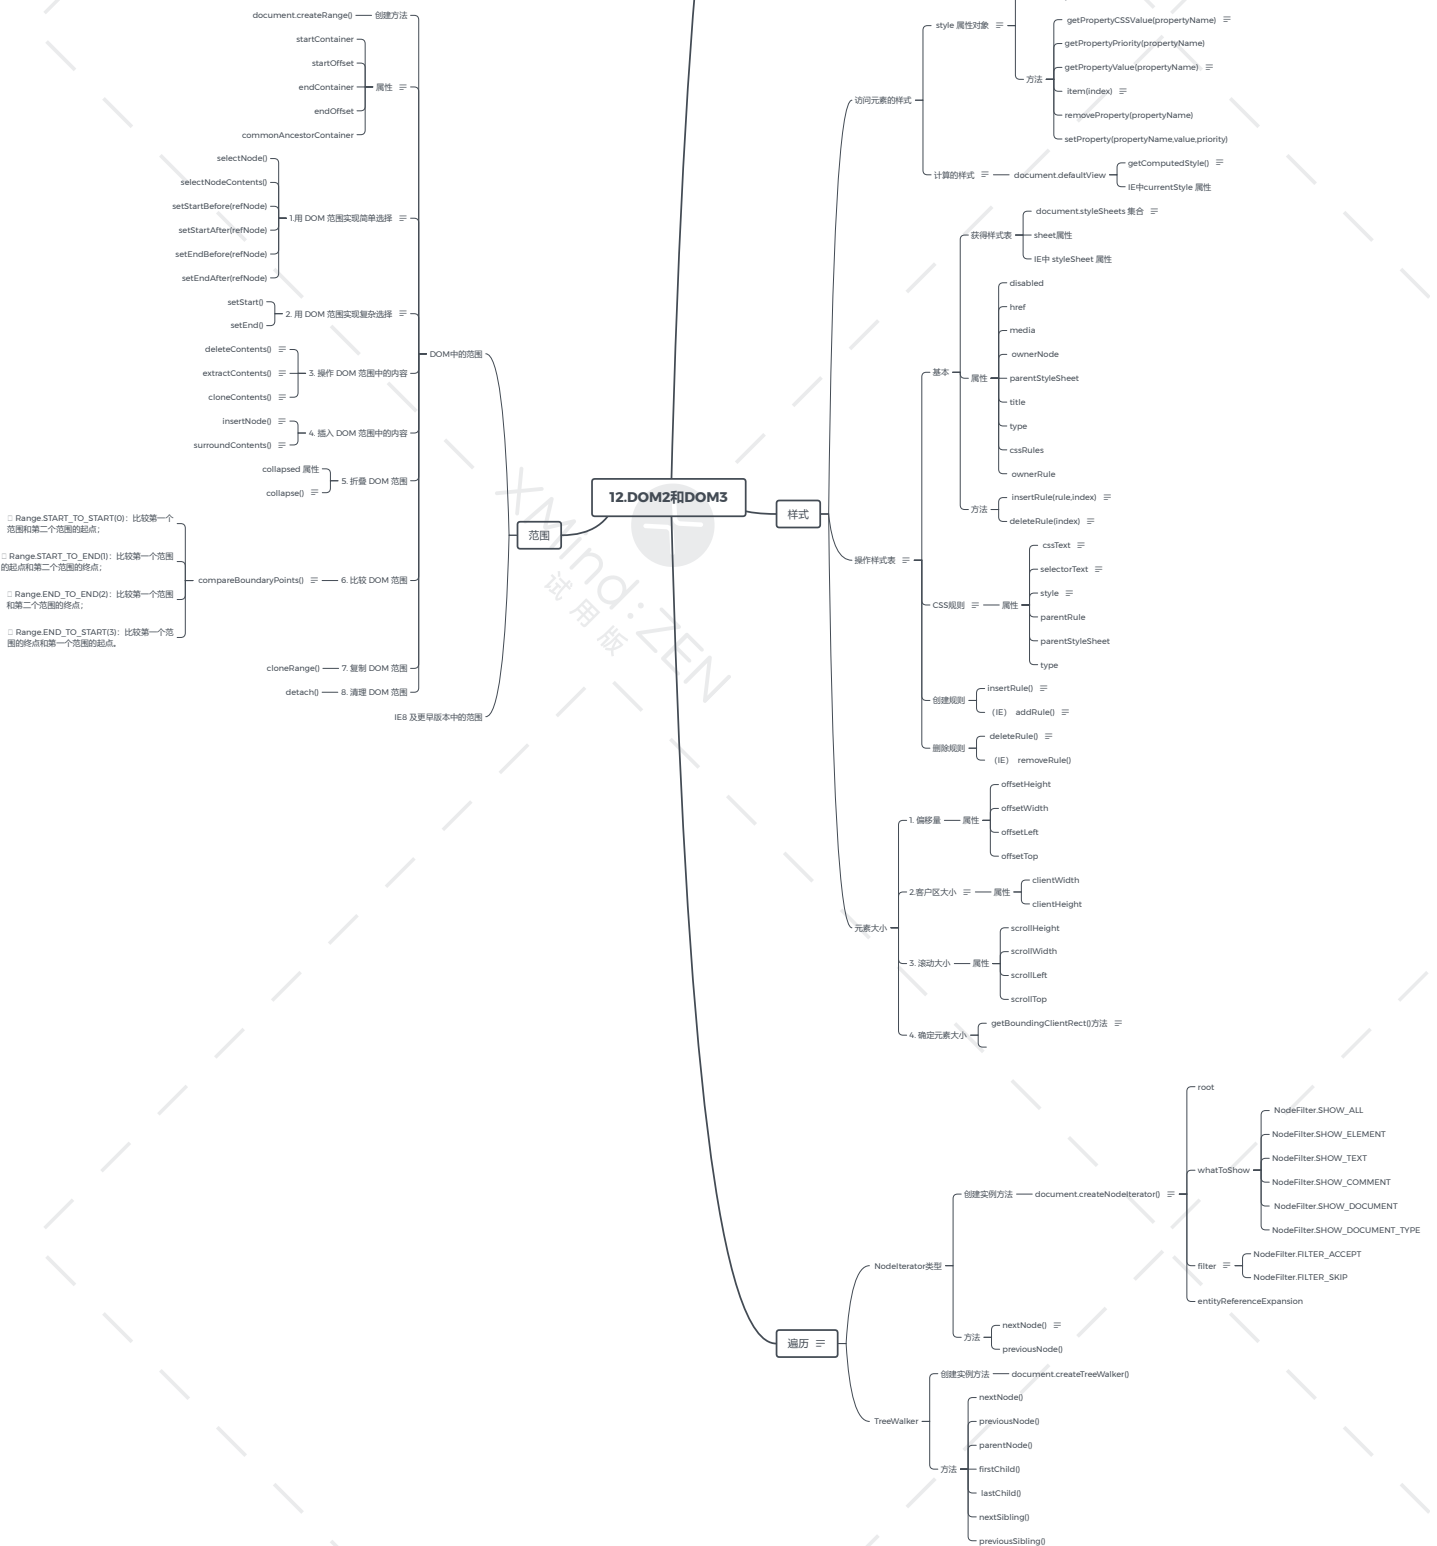 12.DOM2和DOM3
范围
DOM中的范围
创建方法
document.createRange()
属性
startContainer
startOffset
endContainer
endOffset
commonAncestorContainer
1.用 DOM 范围实现简单选择
selectNode()
selectNodeContents()
setStartBefore(refNode)
setStartAfter(refNode)
setEndBefore(refNode)
setEndAfter(refNode)
2. 用 DOM 范围实现复杂选择
setStart()
setEnd()
3. 操作 DOM 范围中的内容
deleteContents()
extractContents()
cloneContents()
4. 插入 DOM 范围中的内容
insertNode()
surroundContents()
5. 折叠 DOM 范围
collapsed 属性
collapse()
6. 比较 DOM 范围
compareBoundaryPoints()
Range.START_TO_START(0)：比较第一个
范围和第二个范围的起点；
Range.START_TO_END(1)：比较第一个范围
的起点和第二个范围的终点；
Range.END_TO_END(2)：比较第一个范围
和第二个范围的终点；
Range.END_TO_START(3)：比较第一个范
围的终点和第一个范围的起点。
7. 复制 DOM 范围
cloneRange()
8. 清理 DOM 范围
detach()
IE8 及更早版本中的范围
样式
访问元素的样式
style 属性对象
方法
getPropertyCSSValue(propertyName)
getPropertyPriority(propertyName)
getPropertyValue(propertyName)
item(index)
removeProperty(propertyName)
setProperty(propertyName,value,priority)
计算的样式
document.defaultView
getComputedStyle()
IE中currentStyle 属性
操作样式表
基本
获得样式表
document.styleSheets 集合
sheet属性
IE中 styleSheet 属性
属性
disabled
href
media
ownerNode
parentStyleSheet
title
type
cssRules
ownerRule
方法
insertRule(rule,index)
deleteRule(index)
CSS规则
属性
cssText
selectorText
style
parentRule
parentStyleSheet
type
创建规则
insertRule()
（IE） addRule()
删除规则
deleteRule()
（IE） removeRule()
元素大小
1. 偏移量
属性
offsetHeight
offsetWidth
offsetLeft
offsetTop
2.客户区大小
属性
clientWidth
clientHeight
3. 滚动大小
属性
scrollHeight
scrollWidth
scrollLeft
scrollTop
4. 确定元素大小
getBoundingClientRect()方法
遍历
NodeIterator类型
创建实例方法
document.createNodeIterator()
root
whatToShow
NodeFilter.SHOW_ALL
NodeFilter.SHOW_ELEMENT
NodeFilter.SHOW_TEXT
NodeFilter.SHOW_COMMENT
NodeFilter.SHOW_DOCUMENT
NodeFilter.SHOW_DOCUMENT_TYPE
filter
NodeFilter.FILTER_ACCEPT
NodeFilter.FILTER_SKIP
entityReferenceExpansion
方法
nextNode()
previousNode()
TreeWalker
创建实例方法
document.createTreeWalker()
方法
nextNode()
previousNode()
parentNode()
firstChild()
lastChild()
nextSibling()
previousSibling()
XMind:ZEN
试用版